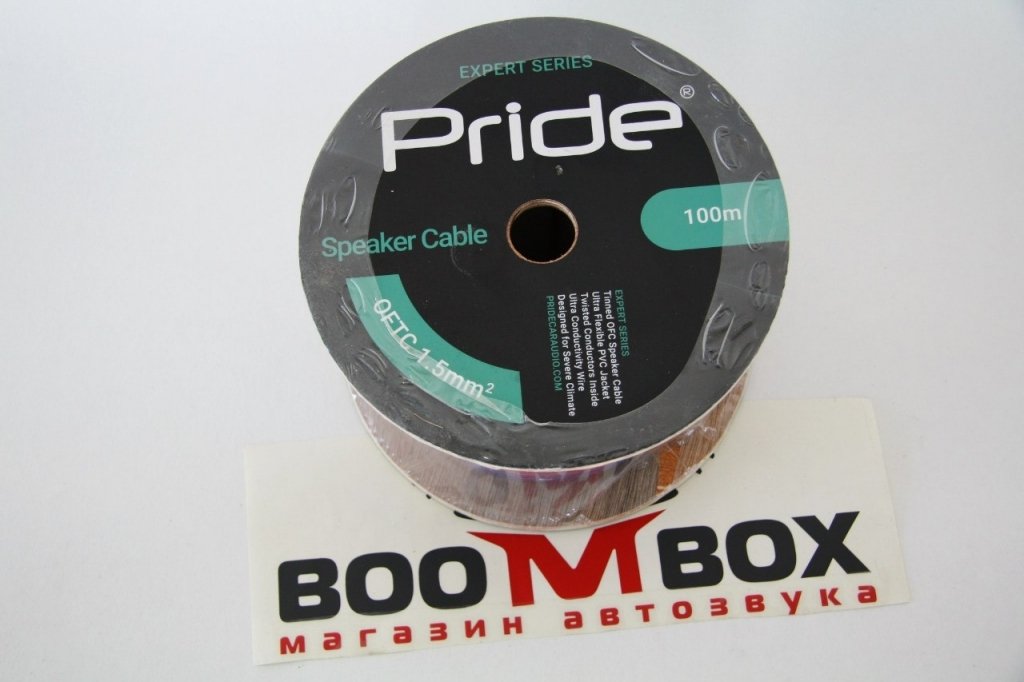 EXPERT SERIES
Pride®
Speaker Cable
100m
OFTC 1.5mm²
EXPERT SERIES
Tinned OFC Speaker Cable
Ultra Flexible PVC Jacket
Twisted Conductors Inside
Ultra Conductivity Wire
Designed for Severe Climate
PRIDECARAUDIO.COM
BOOMBOX
магазин автозвука